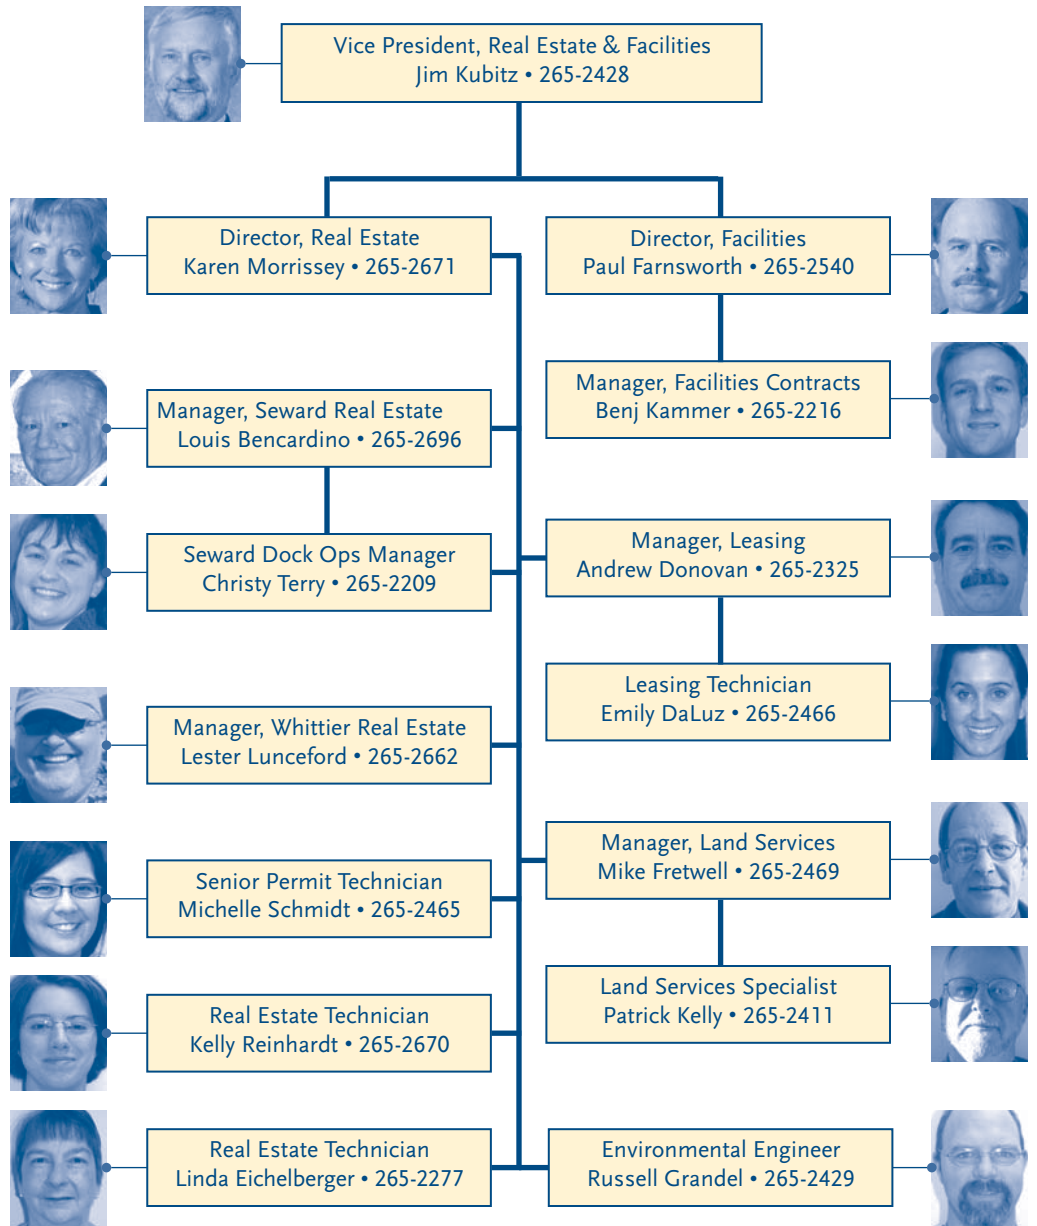 Vice President, Real Estate & Facilities
Jim Kubitz • 265-2428
Director, Real Estate
Karen Morrissey • 265-2671
Director, Facilities
Paul Farnsworth • 265-2540
Manager, Facilities Contracts
Benj Kammer • 265-2216
Manager, Seward Real Estate
Louis Bencardino • 265-2696
Seward Dock Ops Manager
Christy Terry • 265-2209
Manager, Leasing
Andrew Donovan • 265-2325
Leasing Technician
Emily DaLuz • 265-2466
Manager, Whittier Real Estate
Lester Lunceford • 265-2662
Manager, Land Services
Mike Fretwell • 265-2469
Senior Permit Technician
Michelle Schmidt • 265-2465
Land Services Specialist
Patrick Kelly • 265-2411
Real Estate Technician
Kelly Reinhardt • 265-2670
Real Estate Technician
Linda Eichelberger • 265-2277
Environmental Engineer
Russell Grandel • 265-2429